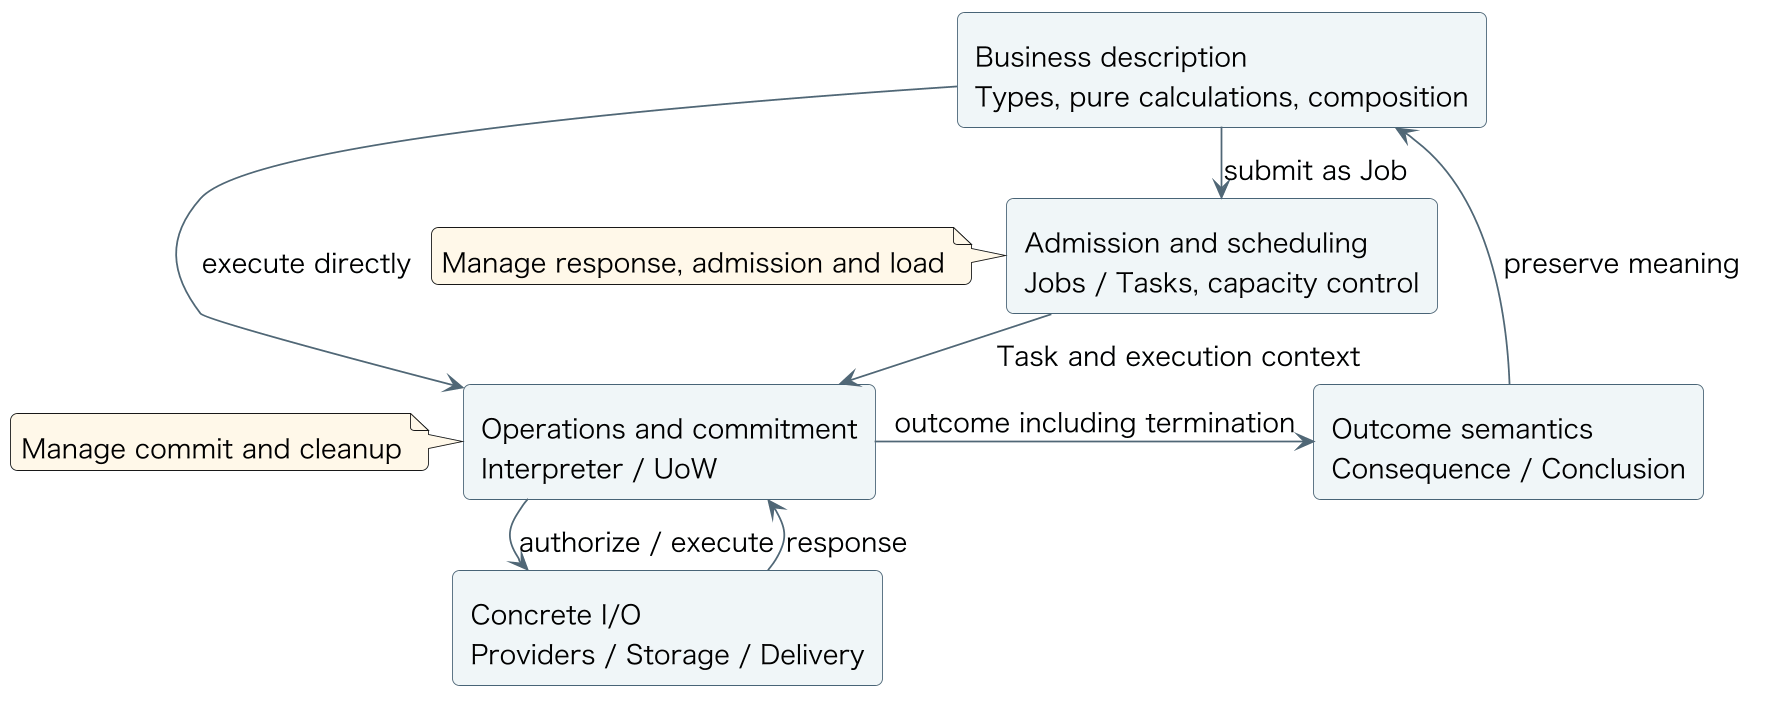 Business description
Types, pure calculations, composition
submit as Job
Manage response, admission and load
Admission and scheduling
Jobs / Tasks, capacity control
execute directly
preserve meaning
Task and execution context
Manage commit and cleanup
Operations and commitment
Interpreter / UoW
outcome including termination
Outcome semantics
Consequence / Conclusion
authorize / execute
response
Concrete I/O
Providers / Storage / Delivery